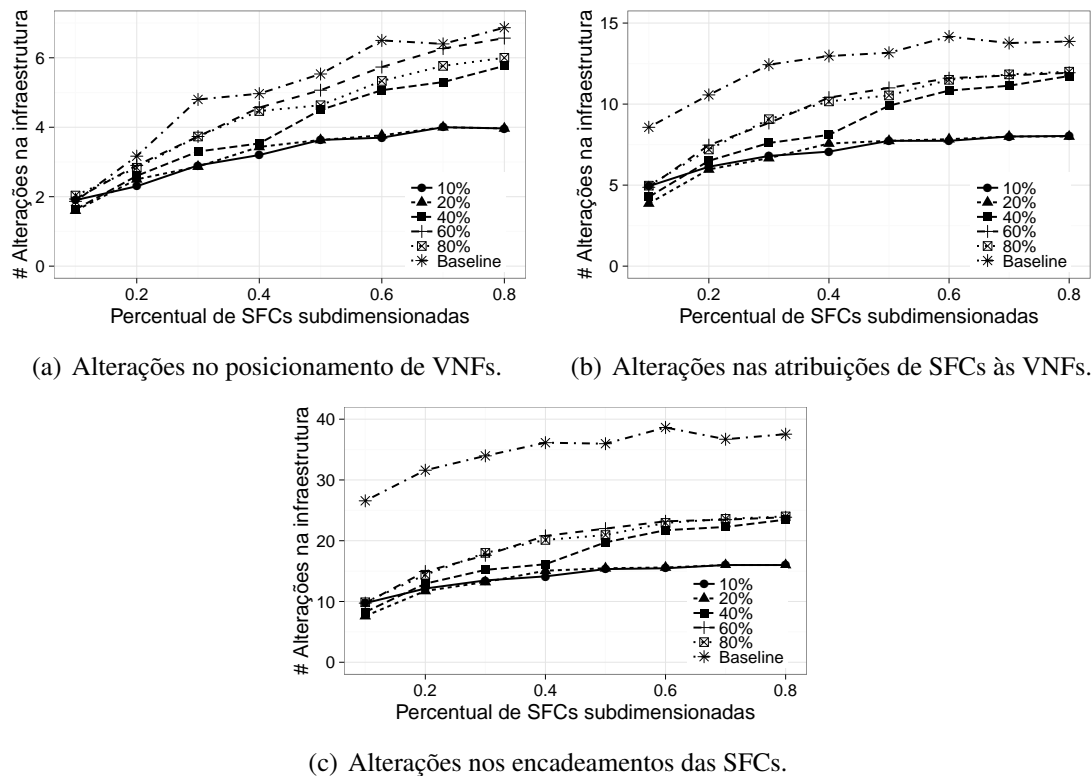 # Alterações na infraestrutura
6
4
2
0
10%
20%
40%
60%
80%
Baseline
0.2 0.4 0.6 0.8
Percentual de SFCs subdimensionadas
(a) Alterações no posicionamento de VNFs.
# Alterações na infraestrutura
15
10
5
0
10%
20%
40%
60%
80%
Baseline
0.2 0.4 0.6 0.8
Percentual de SFCs subdimensionadas
(b) Alterações nas atribuições de SFCs às VNFs.
# Alterações na infraestrutura
40
30
20
10
0
10%
20%
40%
60%
80%
Baseline
0.2 0.4 0.6 0.8
Percentual de SFCs subdimensionadas
(c) Alterações nos encadeamentos das SFCs.